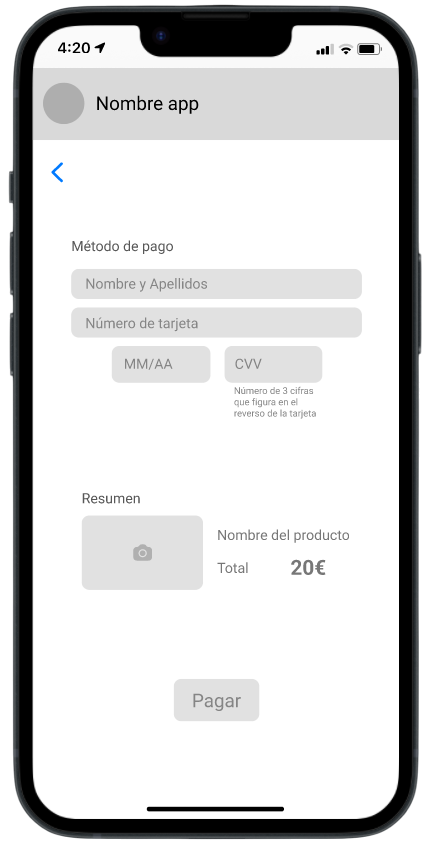 4:20
Nombre app
Método de pago
Nombre y Apellidos
Número de tarjeta
MM/AA
CVV
Número de 3 cifras
que figura en el
reverso de la tarjeta
Resumen
Nombre del producto
Total 20€
Pagar